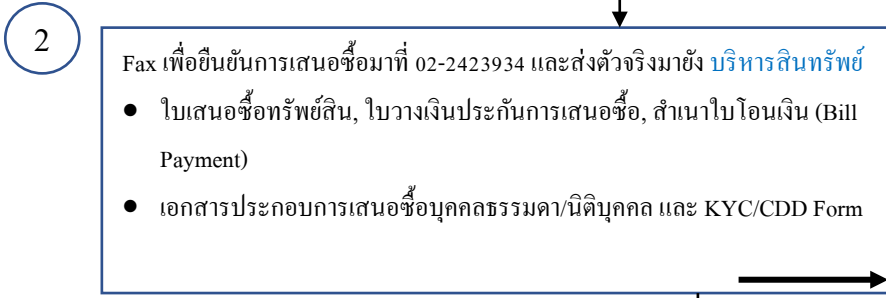 2
Fax เพื่อยืนยันการเสนอซื้อมาที่ 02-2423934 และส่งตัวจริงมายัง บริหารสินทรัพย์
● ใบเสนอซื้อทรัพย์สิน, ใบวางเงินประกันการเสนอซื้อ, สำเนาใบโอนเงิน (Bill
Payment)
● เอกสารประกอบการเสนอซื้อบุคคลธรรมดา/นิติบุคคล และ KYC/CDD Form